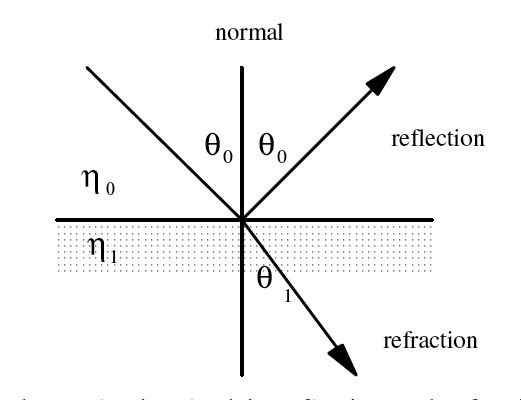 normal
θ0 θ0
reflection
η0
η1
θ1
refraction